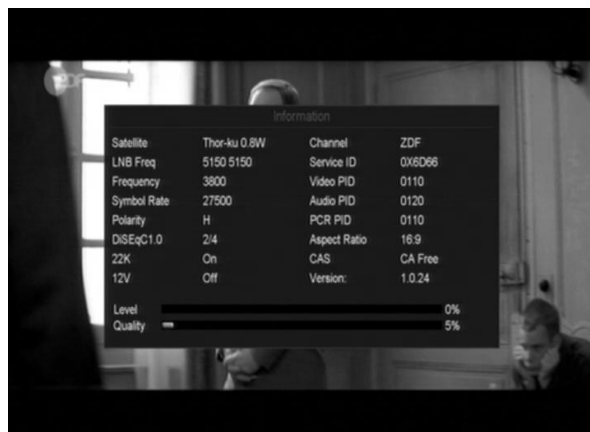 ZDF
Information
Satellite Thor-ku 0.8W Channel ZDF
LNB Freq 5150 5150 Service ID 0X6D66
Frequency 3800 Video PID 0110
Symbol Rate 27500 Audio PID 0120
Polarity H PCR PID 0110
DiSEqC1.0 2/4 Aspect Ratio 16:9
22K On CAS CA Free
12V Off Version: 1.0.24
Level 0%
Quality 5%